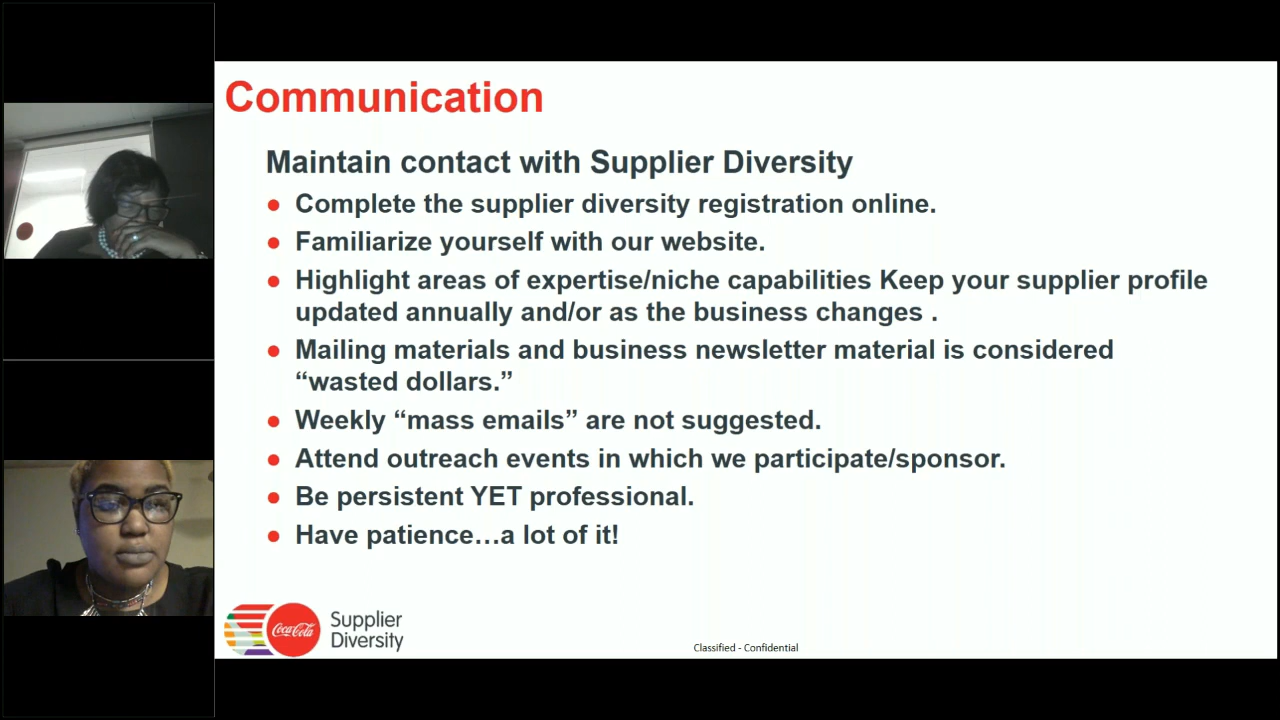 Communication
Maintain contact with Supplier Diversity
● Complete the supplier diversity registration online.
● Familiarize yourself with our website.
● Highlight areas of expertise/niche capabilities Keep your supplier profile
updated annually and/or as the business changes .
● Mailing materials and business newsletter material is considered
“wasted dollars.”
● Weekly “mass emails” are not suggested.
● Attend outreach events in which we participate/sponsor.
● Be persistent YET professional.
● Have patience…a lot of it!
Coca-Cola
Supplier
Diversity
Classified - Confidential